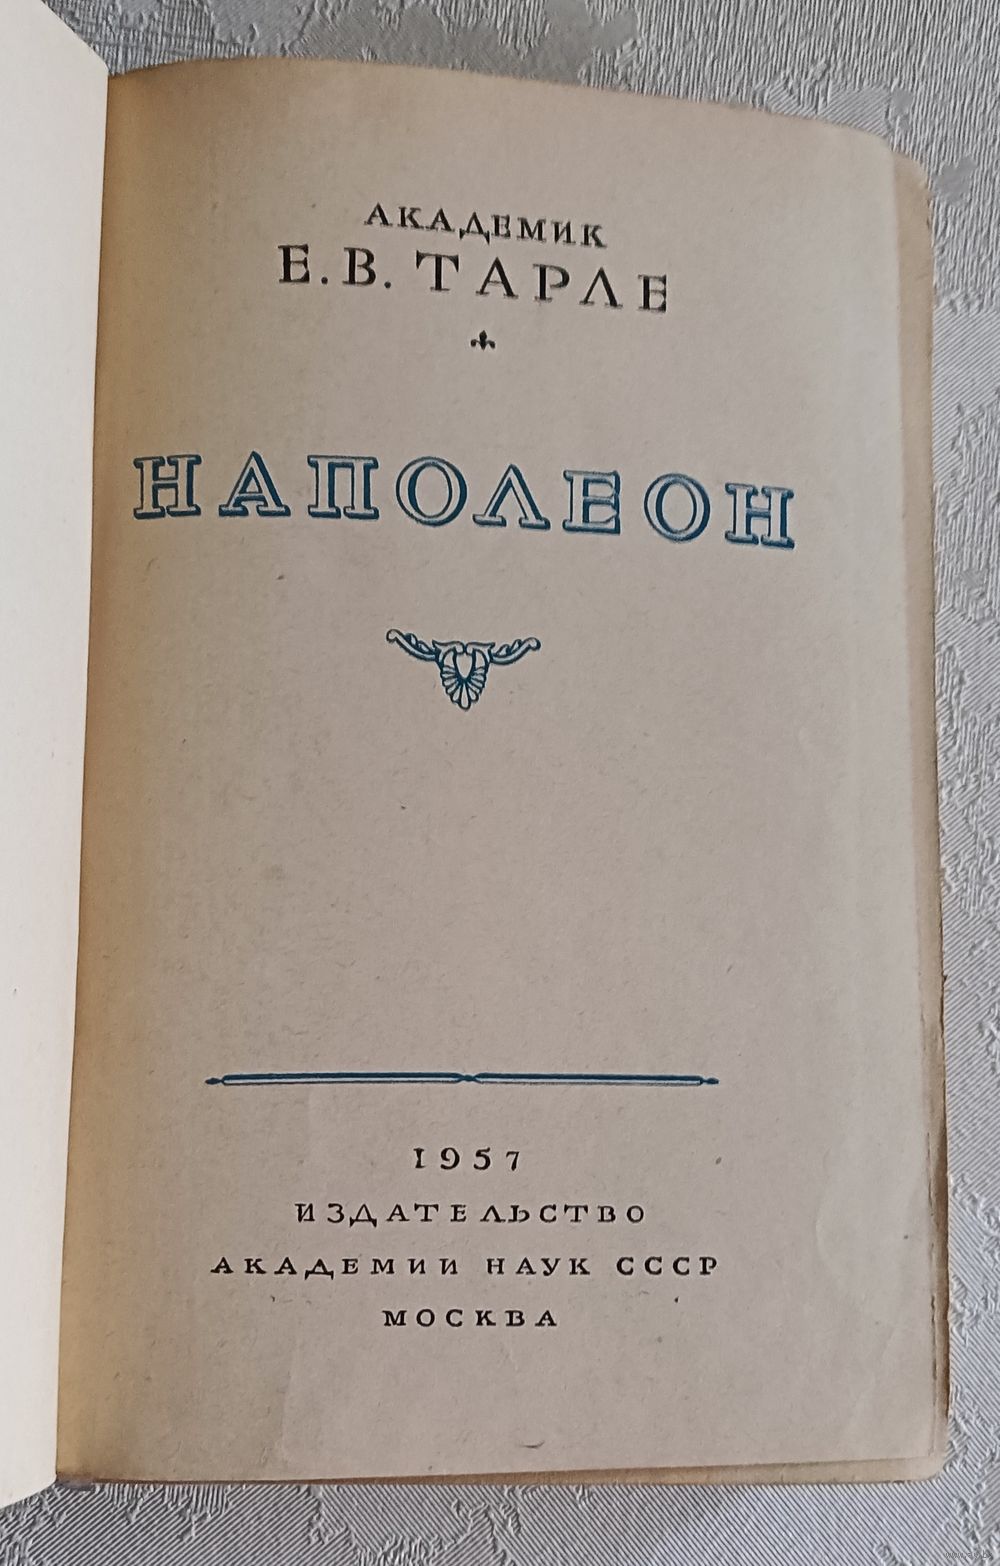 АКАДЕМИК
Е. В. ТАРЛЕ
НАПОЛЕОН
1957
ИЗДАТЕЛЬСТВО
АКАДЕМИИ НАУК СССР
МОСКВА